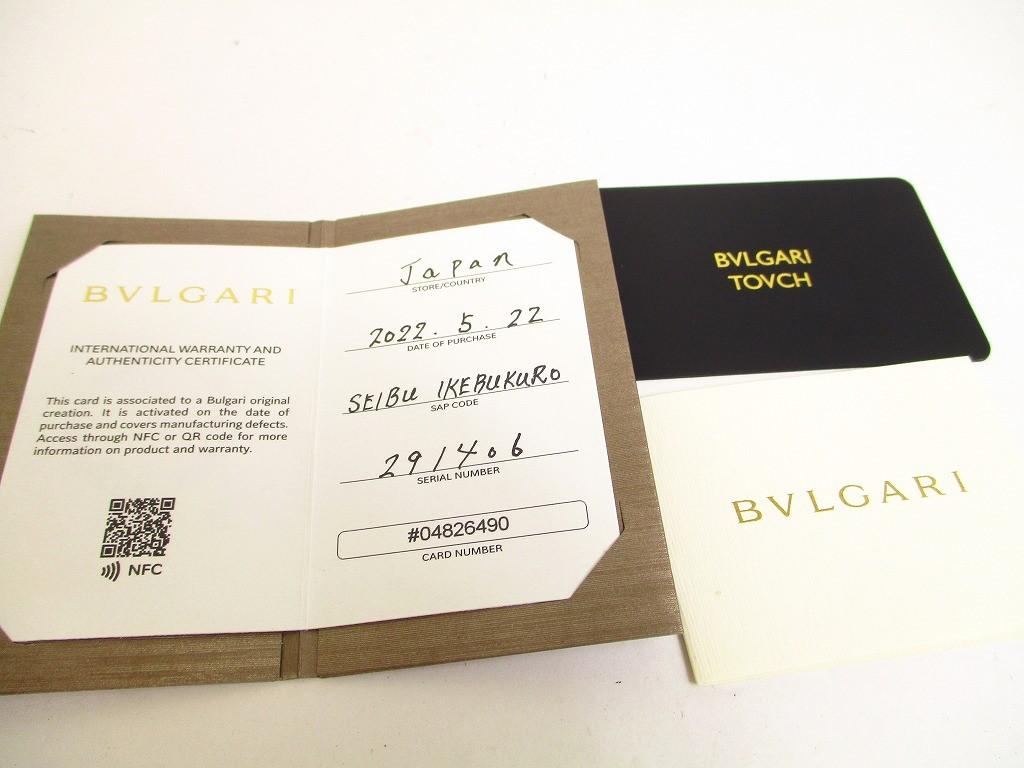 BVLGARI
INTERNATIONAL WARRANTY AND
AUTHENTICITY CERTIFICATE
This card is associated to a Bulgari original
creation. It is activated on the date of
purchase and covers manufacturing defects.
Access through NFC or QR code for more
information on product and warranty.
NFC
Japan
STORE/COUNTRY
2022. 5. 22
DATE OF PURCHASE
SEIBU IKEBUKURO
SAP CODE
291406
SERIAL NUMBER
#04826490
CARD NUMBER
BVLGARI
TOVCH
BVLGARI